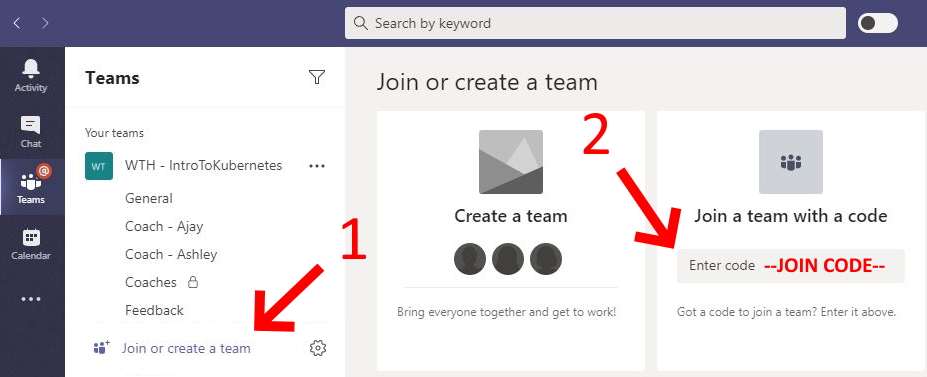 Search by keyword
Activity
Chat
@
Teams
Calendar
Teams
Your teams
WT
WTH - IntroToKubernetes
General
Coach - Ajay
Coach - Ashley
Coaches
Feedback
Join or create a team
1
Join or create a team
Create a team
Bring everyone together and get to work!
2
Join a team with a code
Enter code --JOIN CODE--
Got a code to join a team? Enter it above.